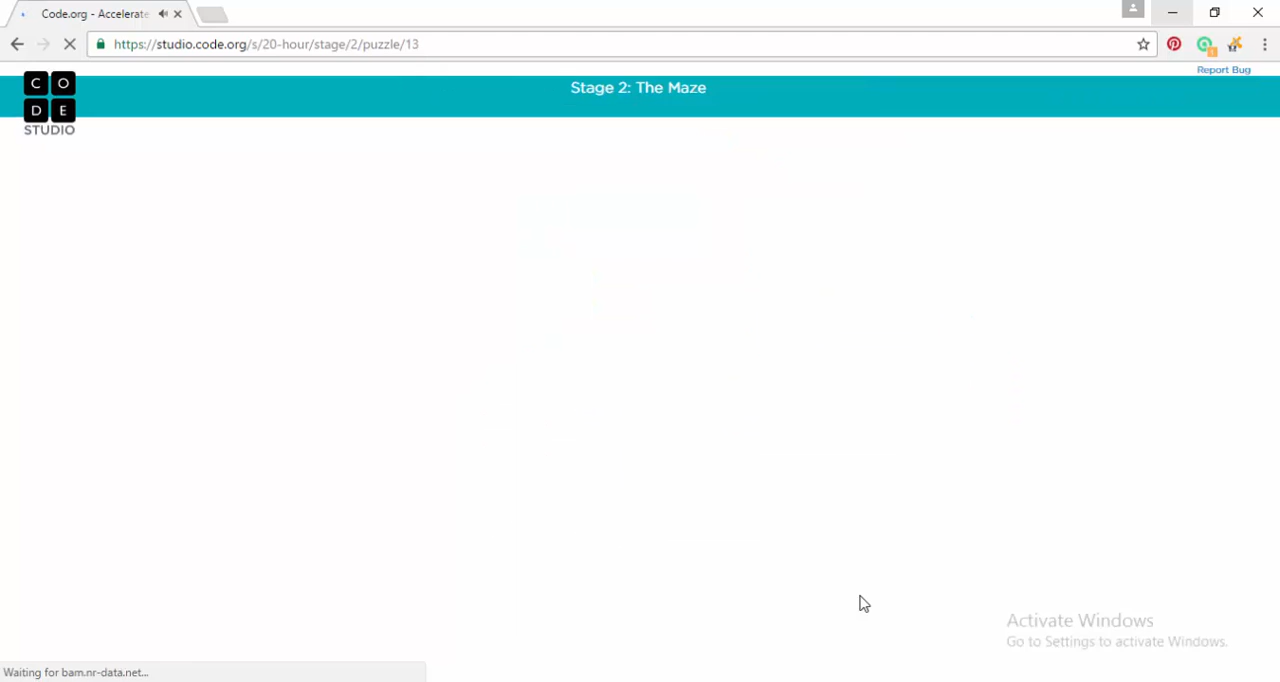 Code.org - Accelerate
https://studio.code.org/s/20-hour/stage/2/puzzle/13
Report Bug
C O
D E
STUDIO
Stage 2: The Maze
Activate Windows
Go to Settings to activate Windows.
Waiting for bam.nr-data.net...